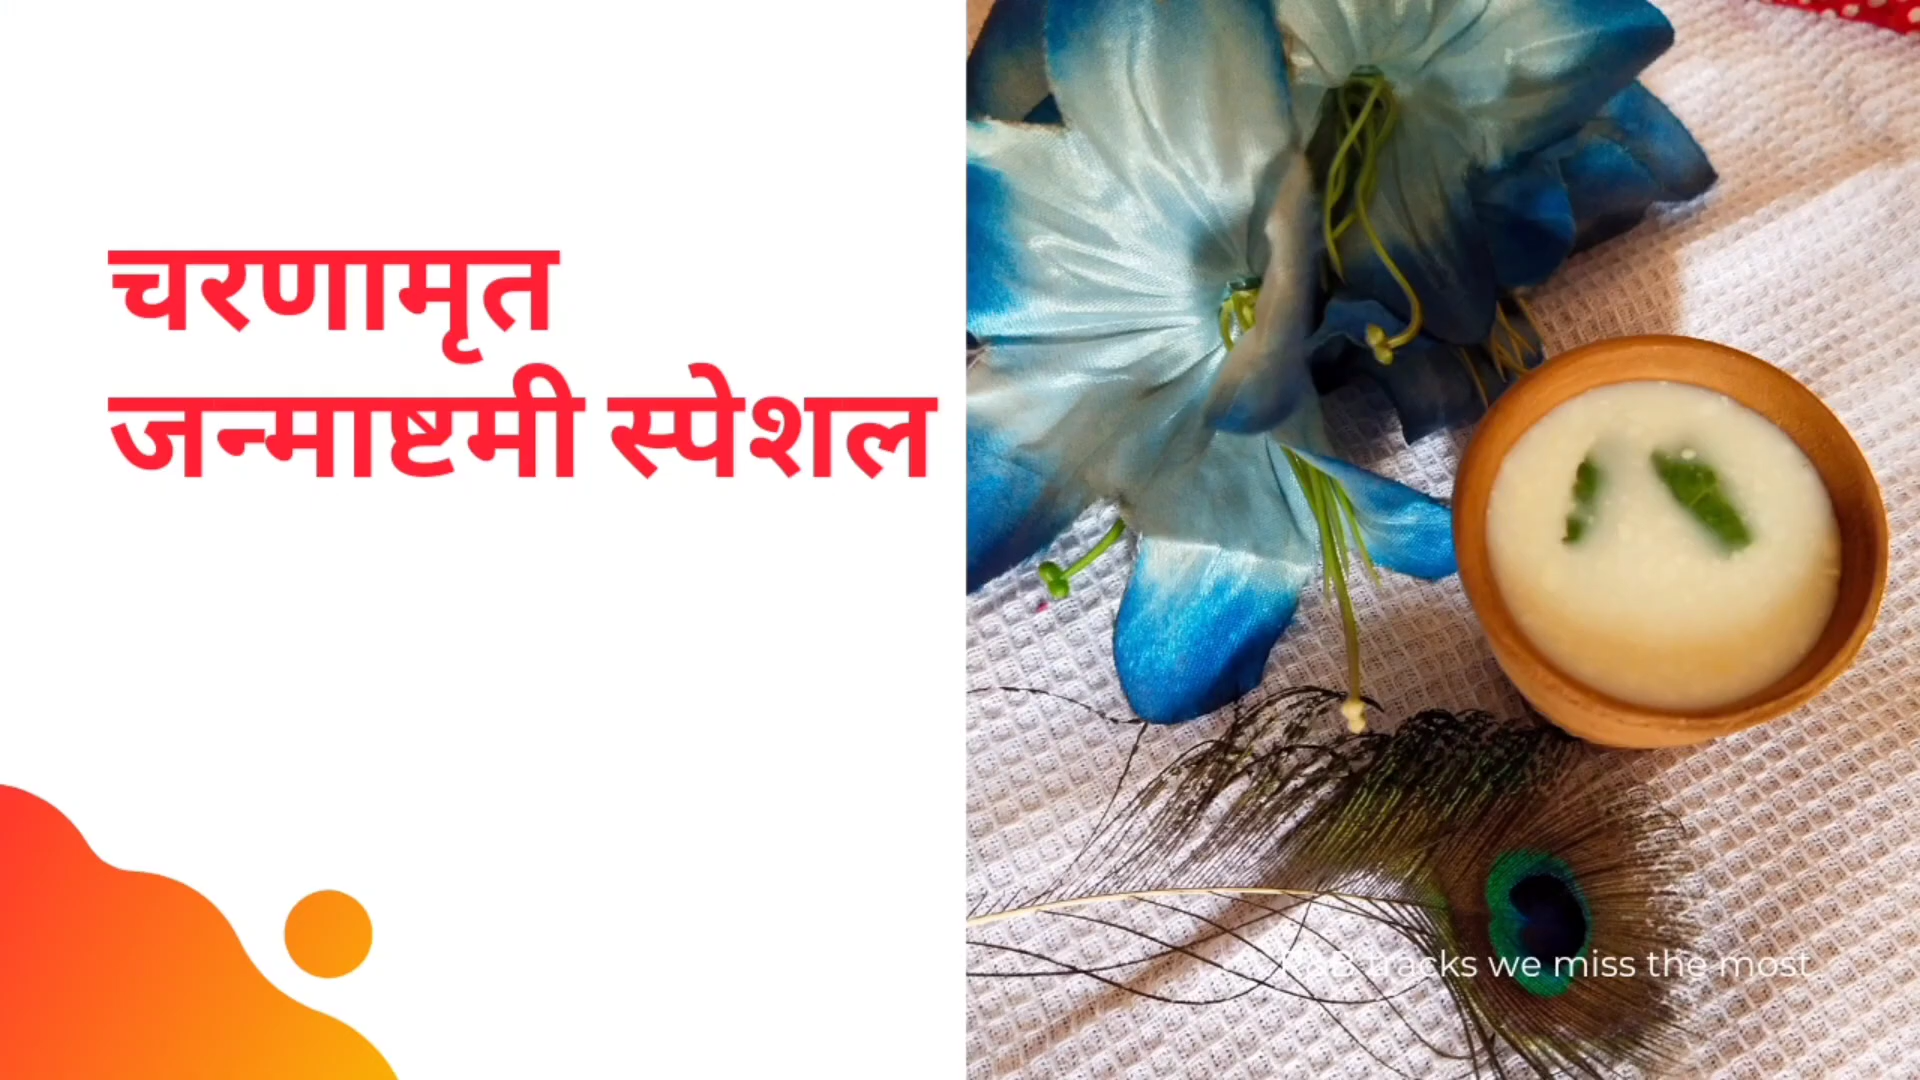 चरणामृत
जन्माष्टमी स्पेशल
tracks we miss the most